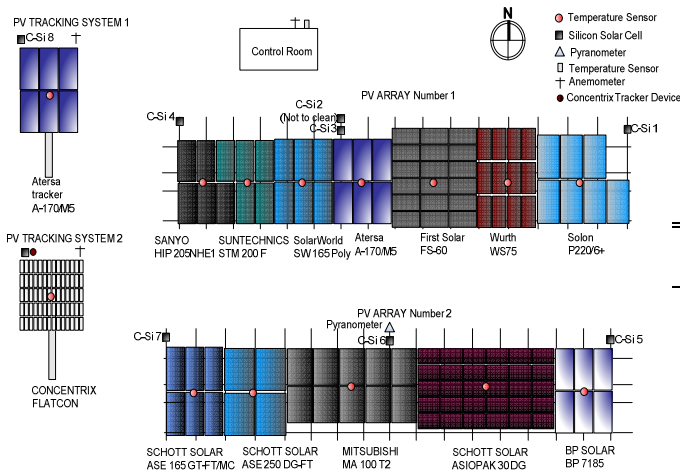 PV TRACKING SYSTEM 1
C-Si 8
Atersa
tracker
A-170/M5
PV TRACKING SYSTEM 2
CONCENTRIX
FLATCON
Control Room
N
Temperature Sensor
Silicon Solar Cell
Pyranometer
Temperature Sensor
Anemometer
Concentrix Tracker Device
PV ARRAY Number 1
C-Si 4
C-Si2
(Not to clean)
C-Si3
C-Si 1
SANYO
HIP 205NHE1
SUNTECHNICS
STM 200 F
SolarWorld
SW 165 Poly
Atersa
A-170/M5
First Solar
FS-60
Wurth
WS75
Solon
P220/6+
PV ARRAY Number 2
Pyranometer
C-Si 7
C-Si 6
C-Si 5
SCHOTT SOLAR
ASE 165 GT-FT/MC
SCHOTT SOLAR
ASE 250 DG-FT
MITSUBISHI
MA 100 T2
SCHOTT SOLAR
ASIOPAK 30 DG
BP SOLAR
BP 7185